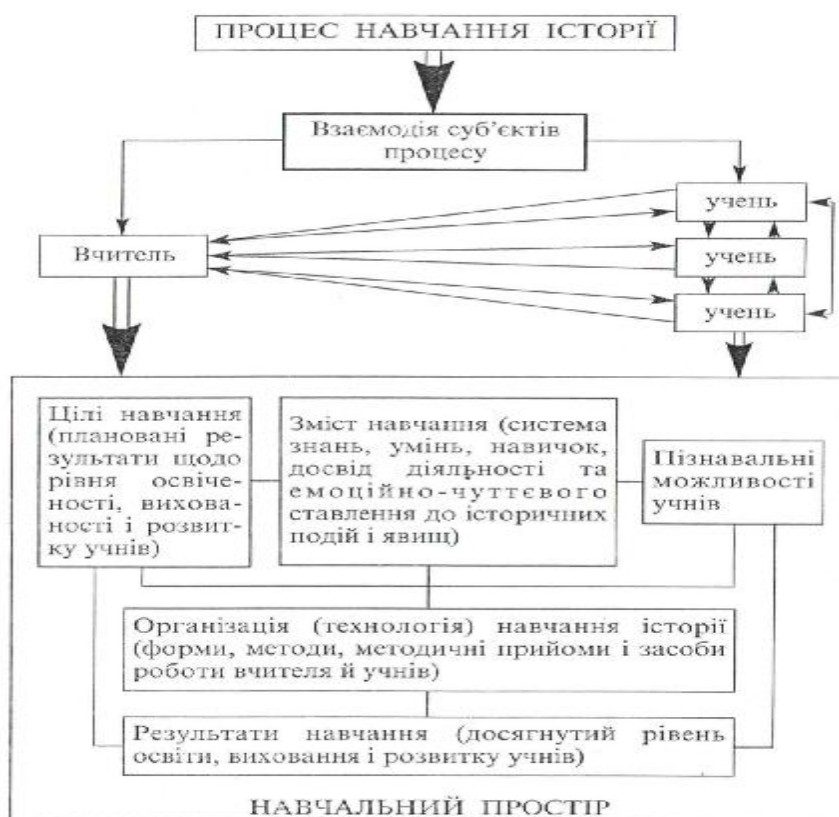 ПРОЦЕС НАВЧАННЯ ІСТОРІЇ
Взаємодія суб’єктів
процесу
учень
Вчитель
учень
учень
Цілі навчання
(плановані ре-
зультати щодо
рівня освіче-
ності, вихова-
ності і розвит-
ку учнів)
Зміст навчання (система
знань, умінь, навичок,
досвід діяльності та
емоційно-чуттєвого
ставлення до історичних
подій і явищ)
Пізнавальні
можливості
учнів
Організація (технологія) навчання історії
(форми, методи, методичні прийоми і засоби
роботи вчителя й учнів)
Результати навчання (досягнутий рівень
освіти, виховання і розвитку учнів)
НАВЧАЛЬНИЙ ПРОСТІР